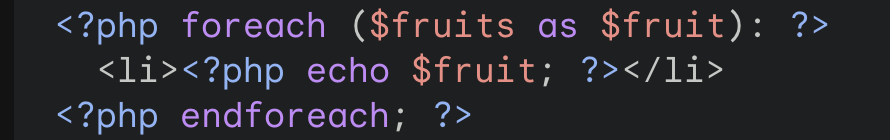 <?php foreach ($fruits as $fruit): ?>
<li><?php echo $fruit; ?></li>
<?php endforeach; ?>